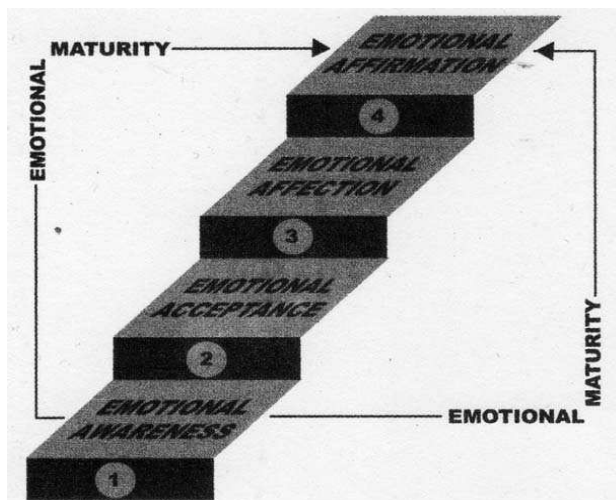 MATURITY
EMOTIONAL
EMOTIONAL
AFFIRMATION
4
EMOTIONAL
AFFECTION
3
EMOTIONAL
ACCEPTANCE
2
EMOTIONAL
AWARENESS
1
EMOTIONAL
MATURITY